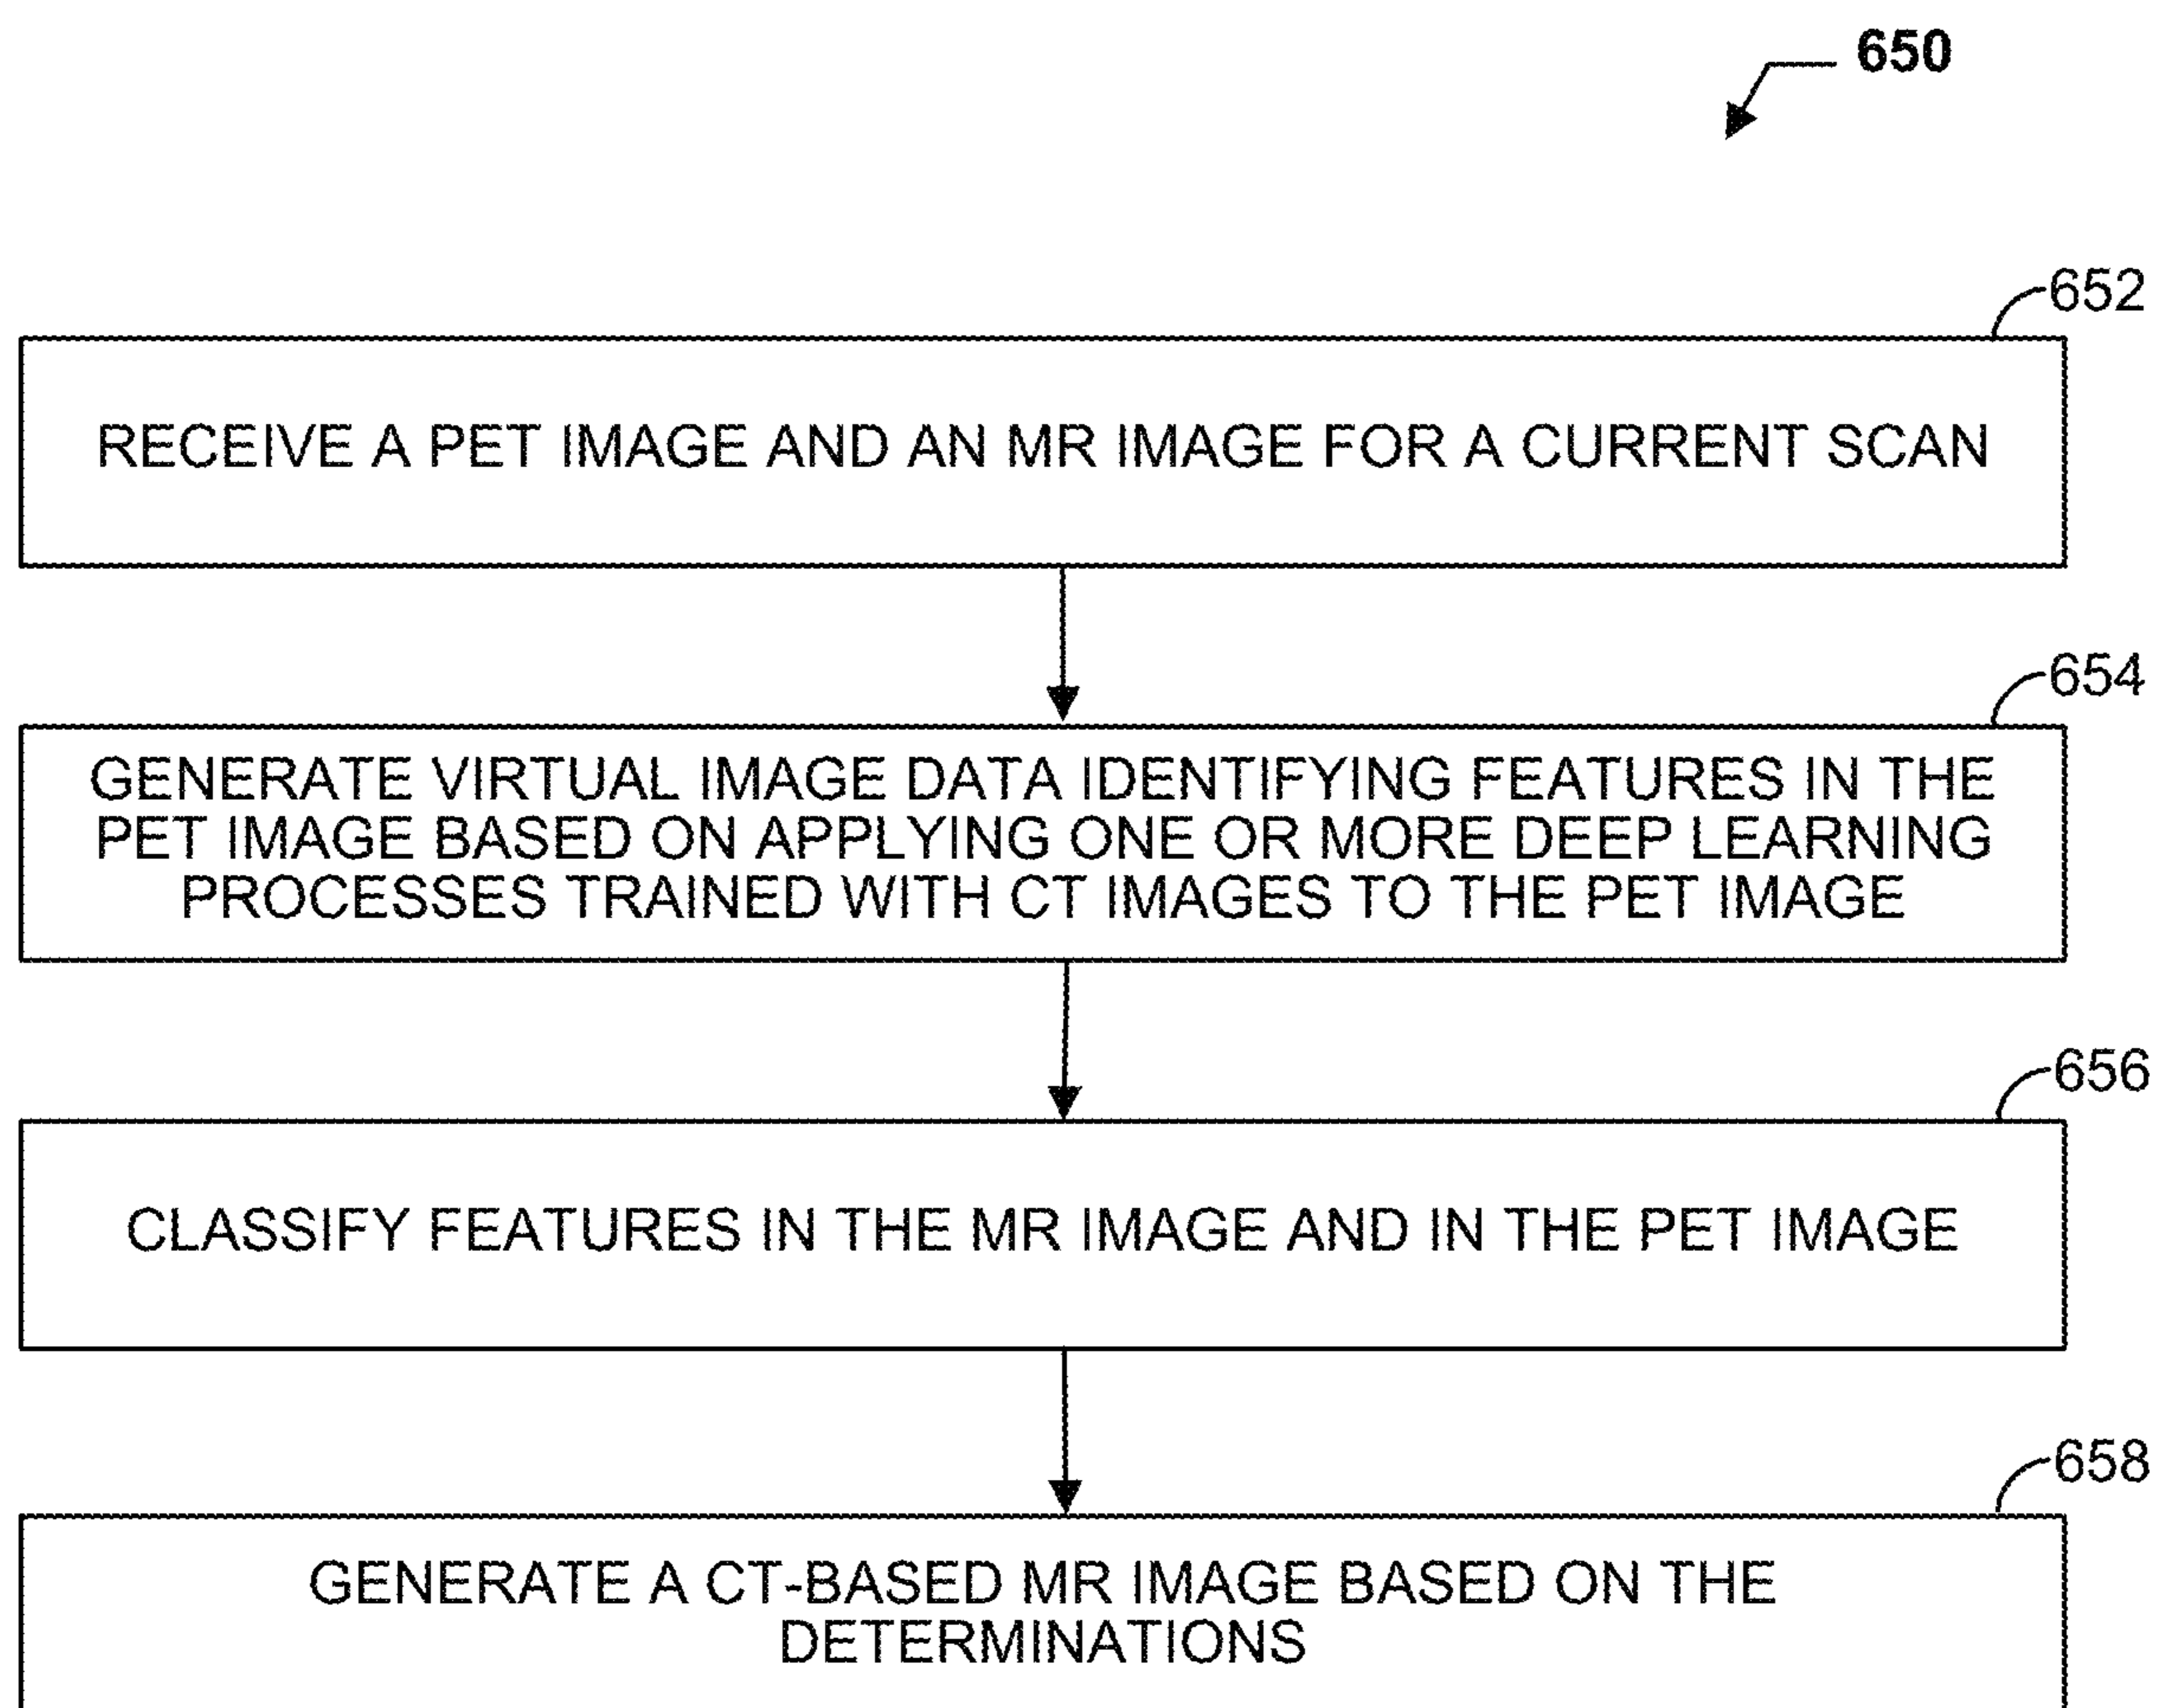 650
652
RECEIVE A PET IMAGE AND AN MR IMAGE FOR A CURRENT SCAN
654
GENERATE VIRTUAL IMAGE DATA IDENTIFYING FEATURES IN THE
PET IMAGE BASED ON APPLYING ONE OR MORE DEEP LEARNING
PROCESSES TRAINED WITH CT IMAGES TO THE PET IMAGE
656
CLASSIFY FEATURES IN THE MR IMAGE AND IN THE PET IMAGE
658
GENERATE A CT-BASED MR IMAGE BASED ON THE
DETERMINATIONS